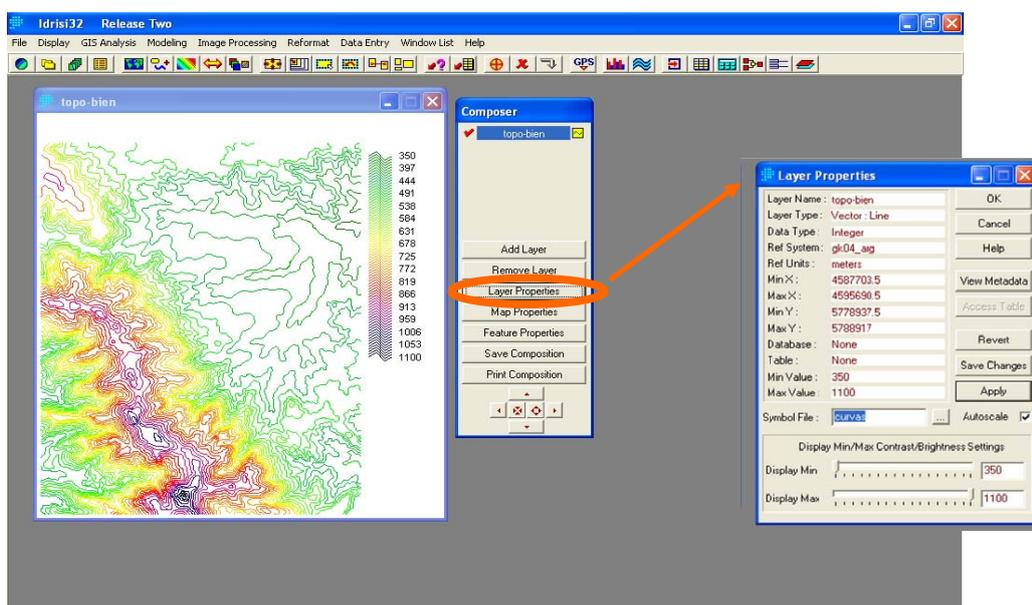 Idrisi32 Release Two
File Display GIS Analysis Modeling Image Processing Reformat Data Entry Window List Help
GPS
topo-bien
350
397
444
491
538
584
631
678
725
772
819
866
913
959
1006
1053
1100
Composer
topo-bien
Add Layer
Remove Layer
Layer Properties
Map Properties
Feature Properties
Save Composition
Print Composition
Layer Properties
Layer Name : topo-bien
Layer Type : Vector : Line
Data Type : Integer
Ref System : gk04_arg
Ref Units : meters
Min X : 4587703.5
Max X : 4595690.5
Min Y : 5778937.5
Max Y : 5788917
Database : None
Table : None
Min Value : 350
Max Value : 1100
OK
Cancel
Help
View Metadata
Access Table
Revert
Save Changes
Apply
Symbol File : curvas ... Autoscale
Display Min/Max Contrast/Brightness Settings
Display Min 350
Display Max 1100